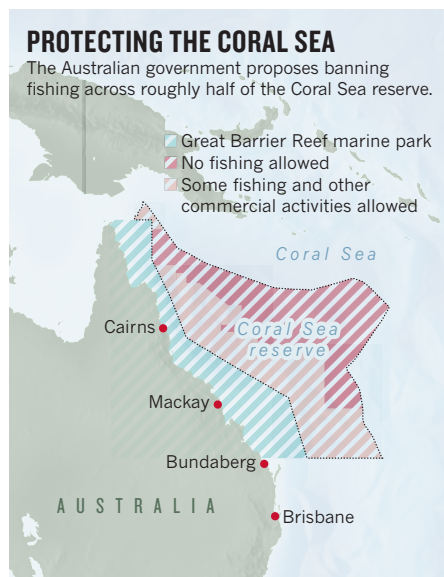 PROTECTING THE CORAL SEA
The Australian government proposes banning
fishing across roughly half of the Coral Sea reserve.
Great Barrier Reef marine park
No fishing allowed
Some fishing and other
commercial activities allowed
Coral Sea
Cairns
Coral Sea
reserve
Mackay
Bundaberg
AUSTRALIA
Brisbane